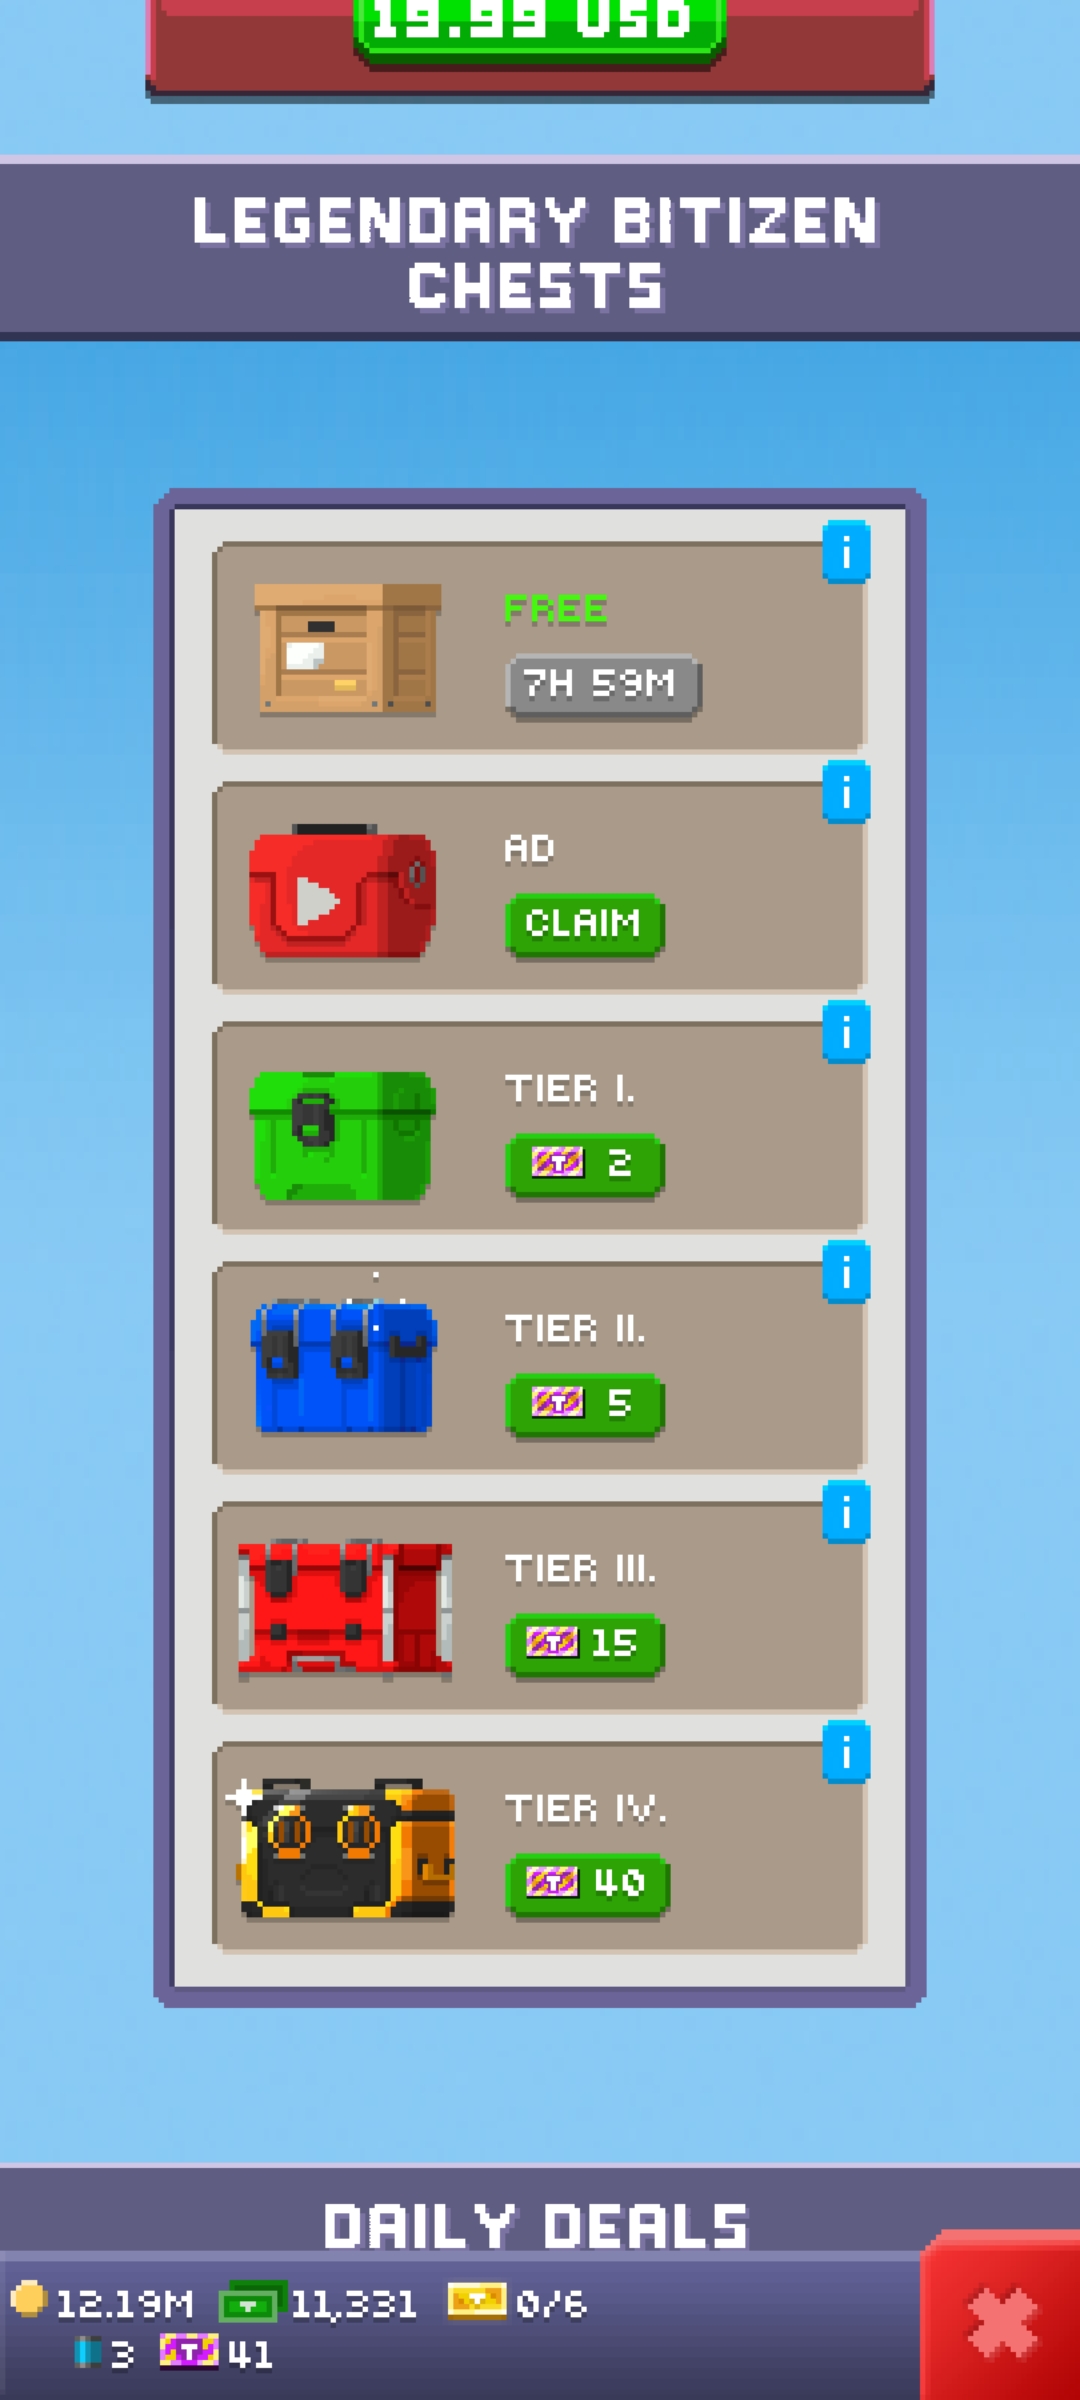 19.99 USD
LEGENDARY BITIZEN
CHESTS
i
FREE
7H 59M
i
AD
CLAIM
i
TIER I.
T 2
i
TIER II.
T 5
i
TIER III.
T 15
i
TIER IV.
T 40
DAILY DEALS
12.19M 11,331 0/6
3 T 41